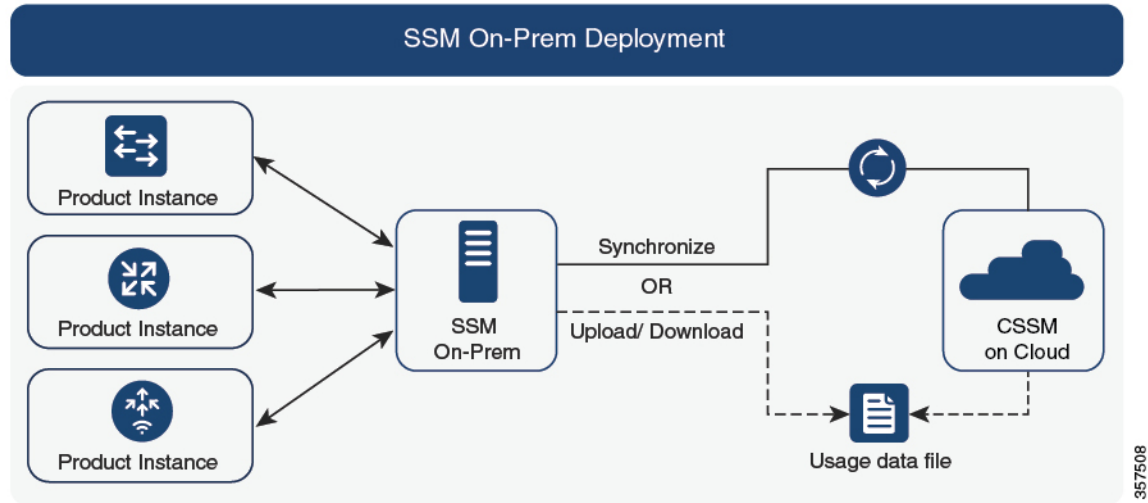 SSM On-Prem Deployment
Product Instance
Product Instance
Product Instance
SSM
On-Prem
Synchronize
OR
Upload/ Download
CSSM
on Cloud
Usage data file
357508